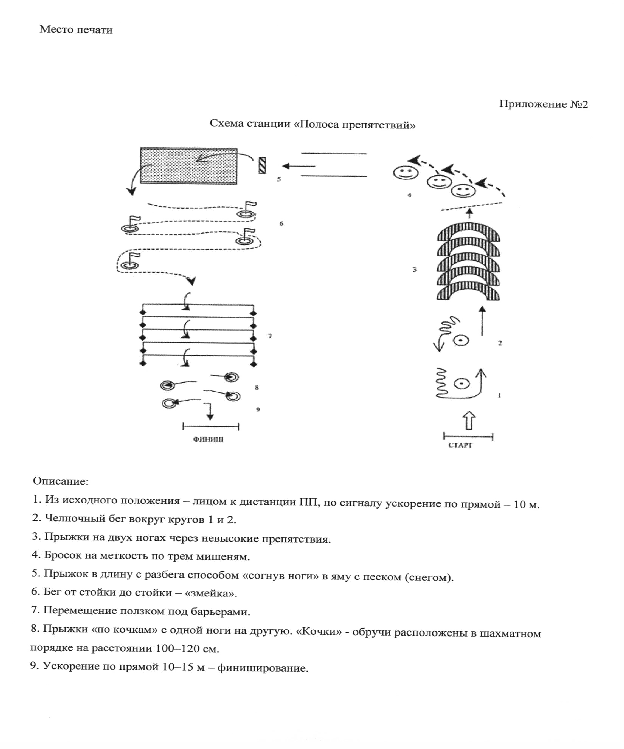 Место печати
Приложение №2
Схема станции «Полоса препятствий»
5
4
6
3
7
2
8
1
9
ФИНИШ
СТАРТ
Описание:
1. Из исходного положения – лицом к дистанции ПП, по сигналу ускорение по прямой – 10 м.
2. Челночный бег вокруг кругов 1 и 2.
3. Прыжки на двух ногах через невысокие препятствия.
4. Бросок на меткость по трем мишеням.
5. Прыжок в длину с разбега способом «согнув ноги» в яму с песком (снегом).
6. Бег от стойки до стойки – «змейка».
7. Перемещение ползком под барьерами.
8. Прыжки «по кочкам» с одной ноги на другую. «Кочки» - обручи расположены в шахматном
порядке на расстоянии 100–120 см.
9. Ускорение по прямой 10–15 м – финиширование.